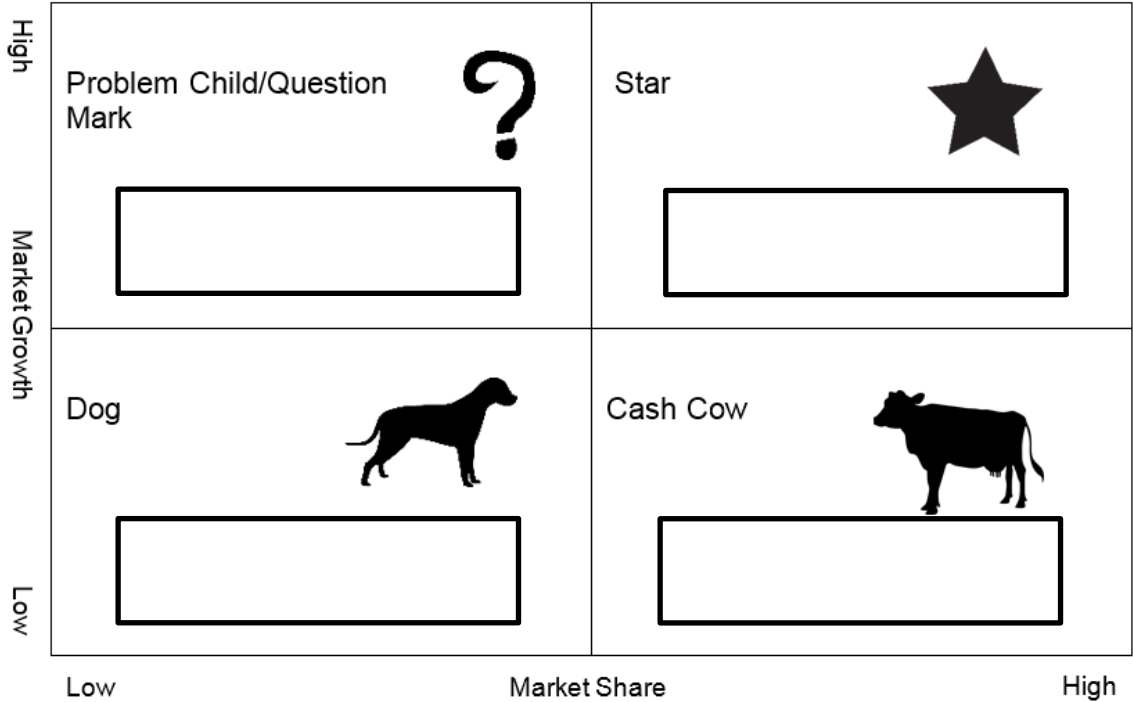 High
Problem Child/Question
Mark
Star
Market Growth
Dog
Cash Cow
Low
Low
Market Share
High